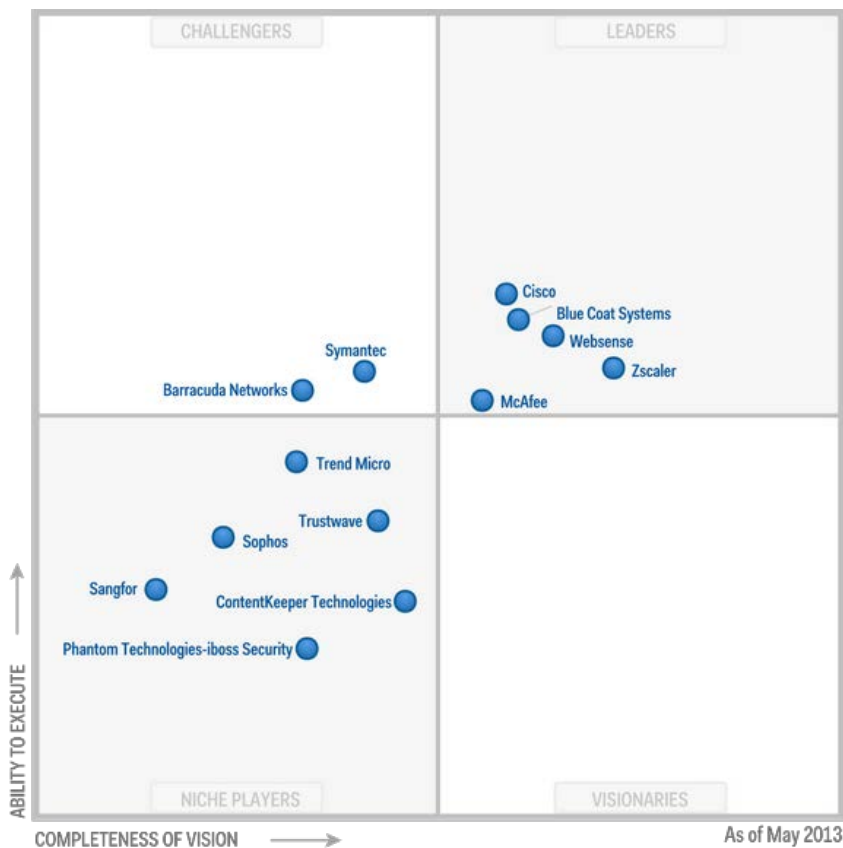 CHALLENGERS
LEADERS
Cisco
Blue Coat Systems
Websense
Symantec
Zscaler
Barracuda Networks
McAfee
Trend Micro
Trustwave
Sophos
Sangfor
ContentKeeper Technologies
Phantom Technologies-iboss Security
ABILITY TO EXECUTE
NICHE PLAYERS
VISIONARIES
COMPLETENESS OF VISION
As of May 2013